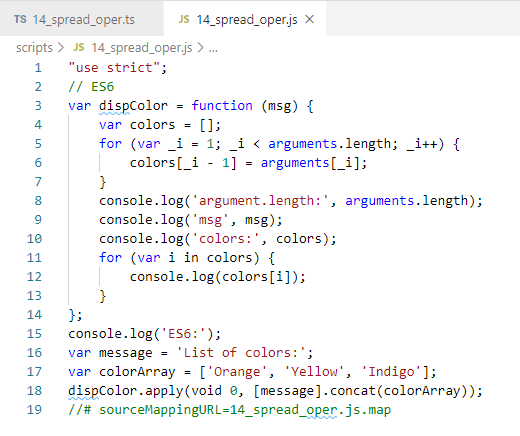 TS 14_spread_oper.ts JS 14_spread_oper.js ×
scripts > JS 14_spread_oper.js > ...
1 "use strict";
2 // ES6
3 var dispColor = function (msg) {
4     var colors = [];
5     for (var _i = 1; _i < arguments.length; _i++) {
6         colors[_i - 1] = arguments[_i];
7     }
8     console.log('argument.length:', arguments.length);
9     console.log('msg', msg);
10     console.log('colors:', colors);
11     for (var i in colors) {
12         console.log(colors[i]);
13     }
14 };
15 console.log('ES6:');
16 var message = 'List of colors:';
17 var colorArray = ['Orange', 'Yellow', 'Indigo'];
18 dispColor.apply(void 0, [message].concat(colorArray));
19 //# sourceMappingURL=14_spread_oper.js.map